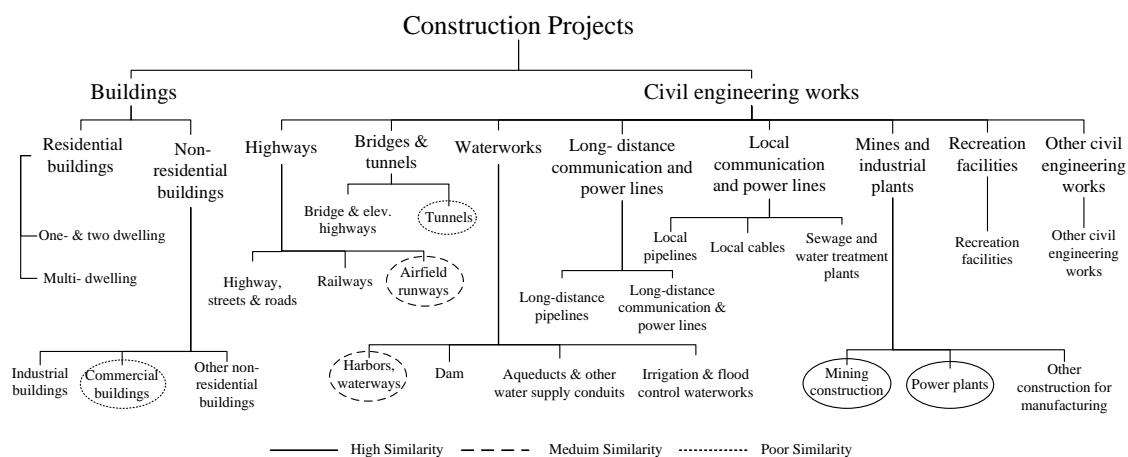 Construction Projects
Buildings
Civil engineering works
Residential
buildings
Non-
residential
buildings
Highways
Bridges &
tunnels
Waterworks
Long- distance
communication and
power lines
Local
communication
and power lines
Mines and
industrial
plants
Recreation
facilities
Other civil
engineering
works
One- & two dwelling
Multi- dwelling
Bridge & elev.
highways
Tunnels
Highway,
streets & roads
Railways
Airfield
runways
Local
pipelines
Local cables
Sewage and
water treatment
plants
Recreation
facilities
Other civil
engineering
works
Long-distance
pipelines
Long-distance
communication &
power lines
Industrial
buildings
Commercial
buildings
Other non-
residential
buildings
Harbors,
waterways
Dam
Aqueducts & other
water supply conduits
Irrigation & flood
control waterworks
Mining
construction
Power plants
Other
construction for
manufacturing
High Similarity
Meduim Similarity
Poor Similarity